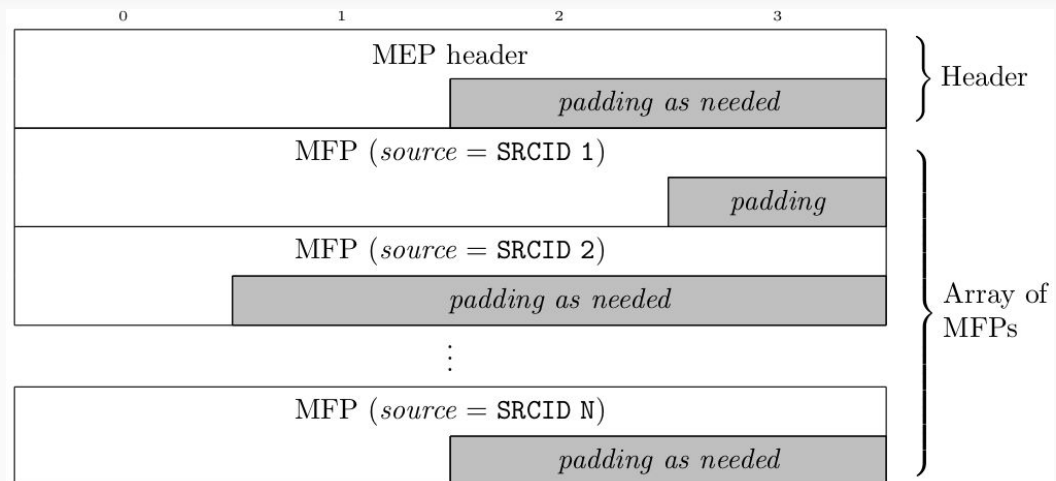 0 1 2 3
MEP header
padding as needed
Header
MFP (source = SRCID 1)
padding
MFP (source = SRCID 2)
padding as needed
Array of
MFPs
⋮
MFP (source = SRCID N)
padding as needed